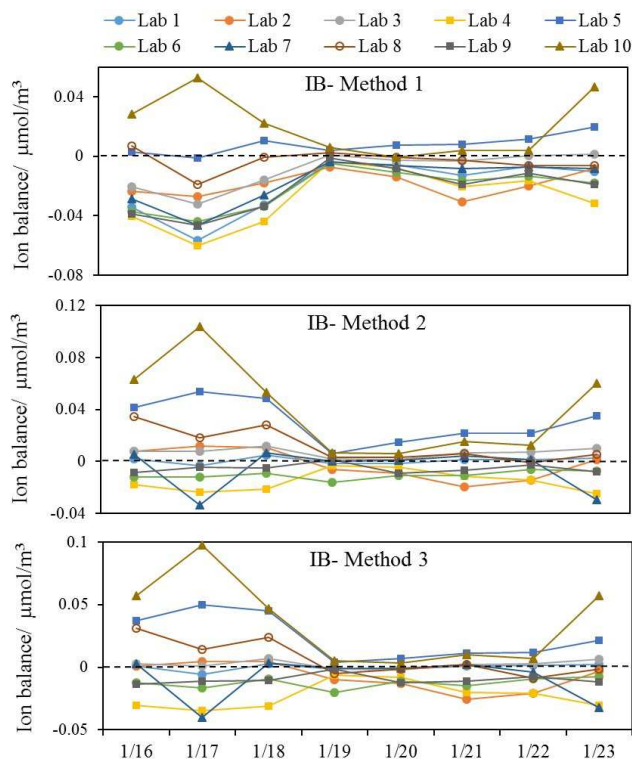 Lab 1 Lab 2 Lab 3 Lab 4 Lab 5
Lab 6 Lab 7 Lab 8 Lab 9 Lab 10
IB- Method 1
Ion balance/ µmol/m³
0.04
0
-0.04
-0.08
IB- Method 2
Ion balance/ µmol/m³
0.12
0.08
0.04
0
-0.04
IB- Method 3
Ion balance/ µmol/m³
0.1
0.05
0
-0.05
1/16 1/17 1/18 1/19 1/20 1/21 1/22 1/23